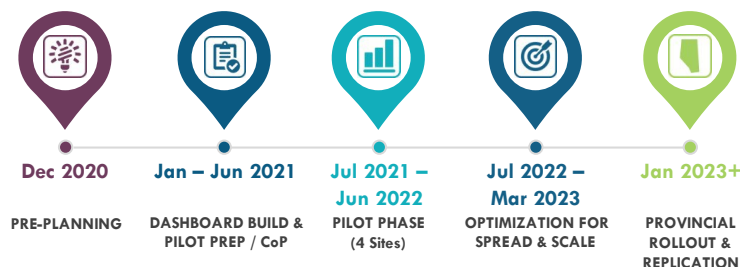 Dec 2020
Jan – Jun 2021
Jul 2021 –
Jun 2022
Jul 2022 –
Mar 2023
Jan 2023+
PRE-PLANNING
DASHBOARD BUILD &
PILOT PREP / CoP
PILOT PHASE
(4 Sites)
OPTIMIZATION FOR
SPREAD & SCALE
PROVINCIAL
ROLLOUT &
REPLICATION